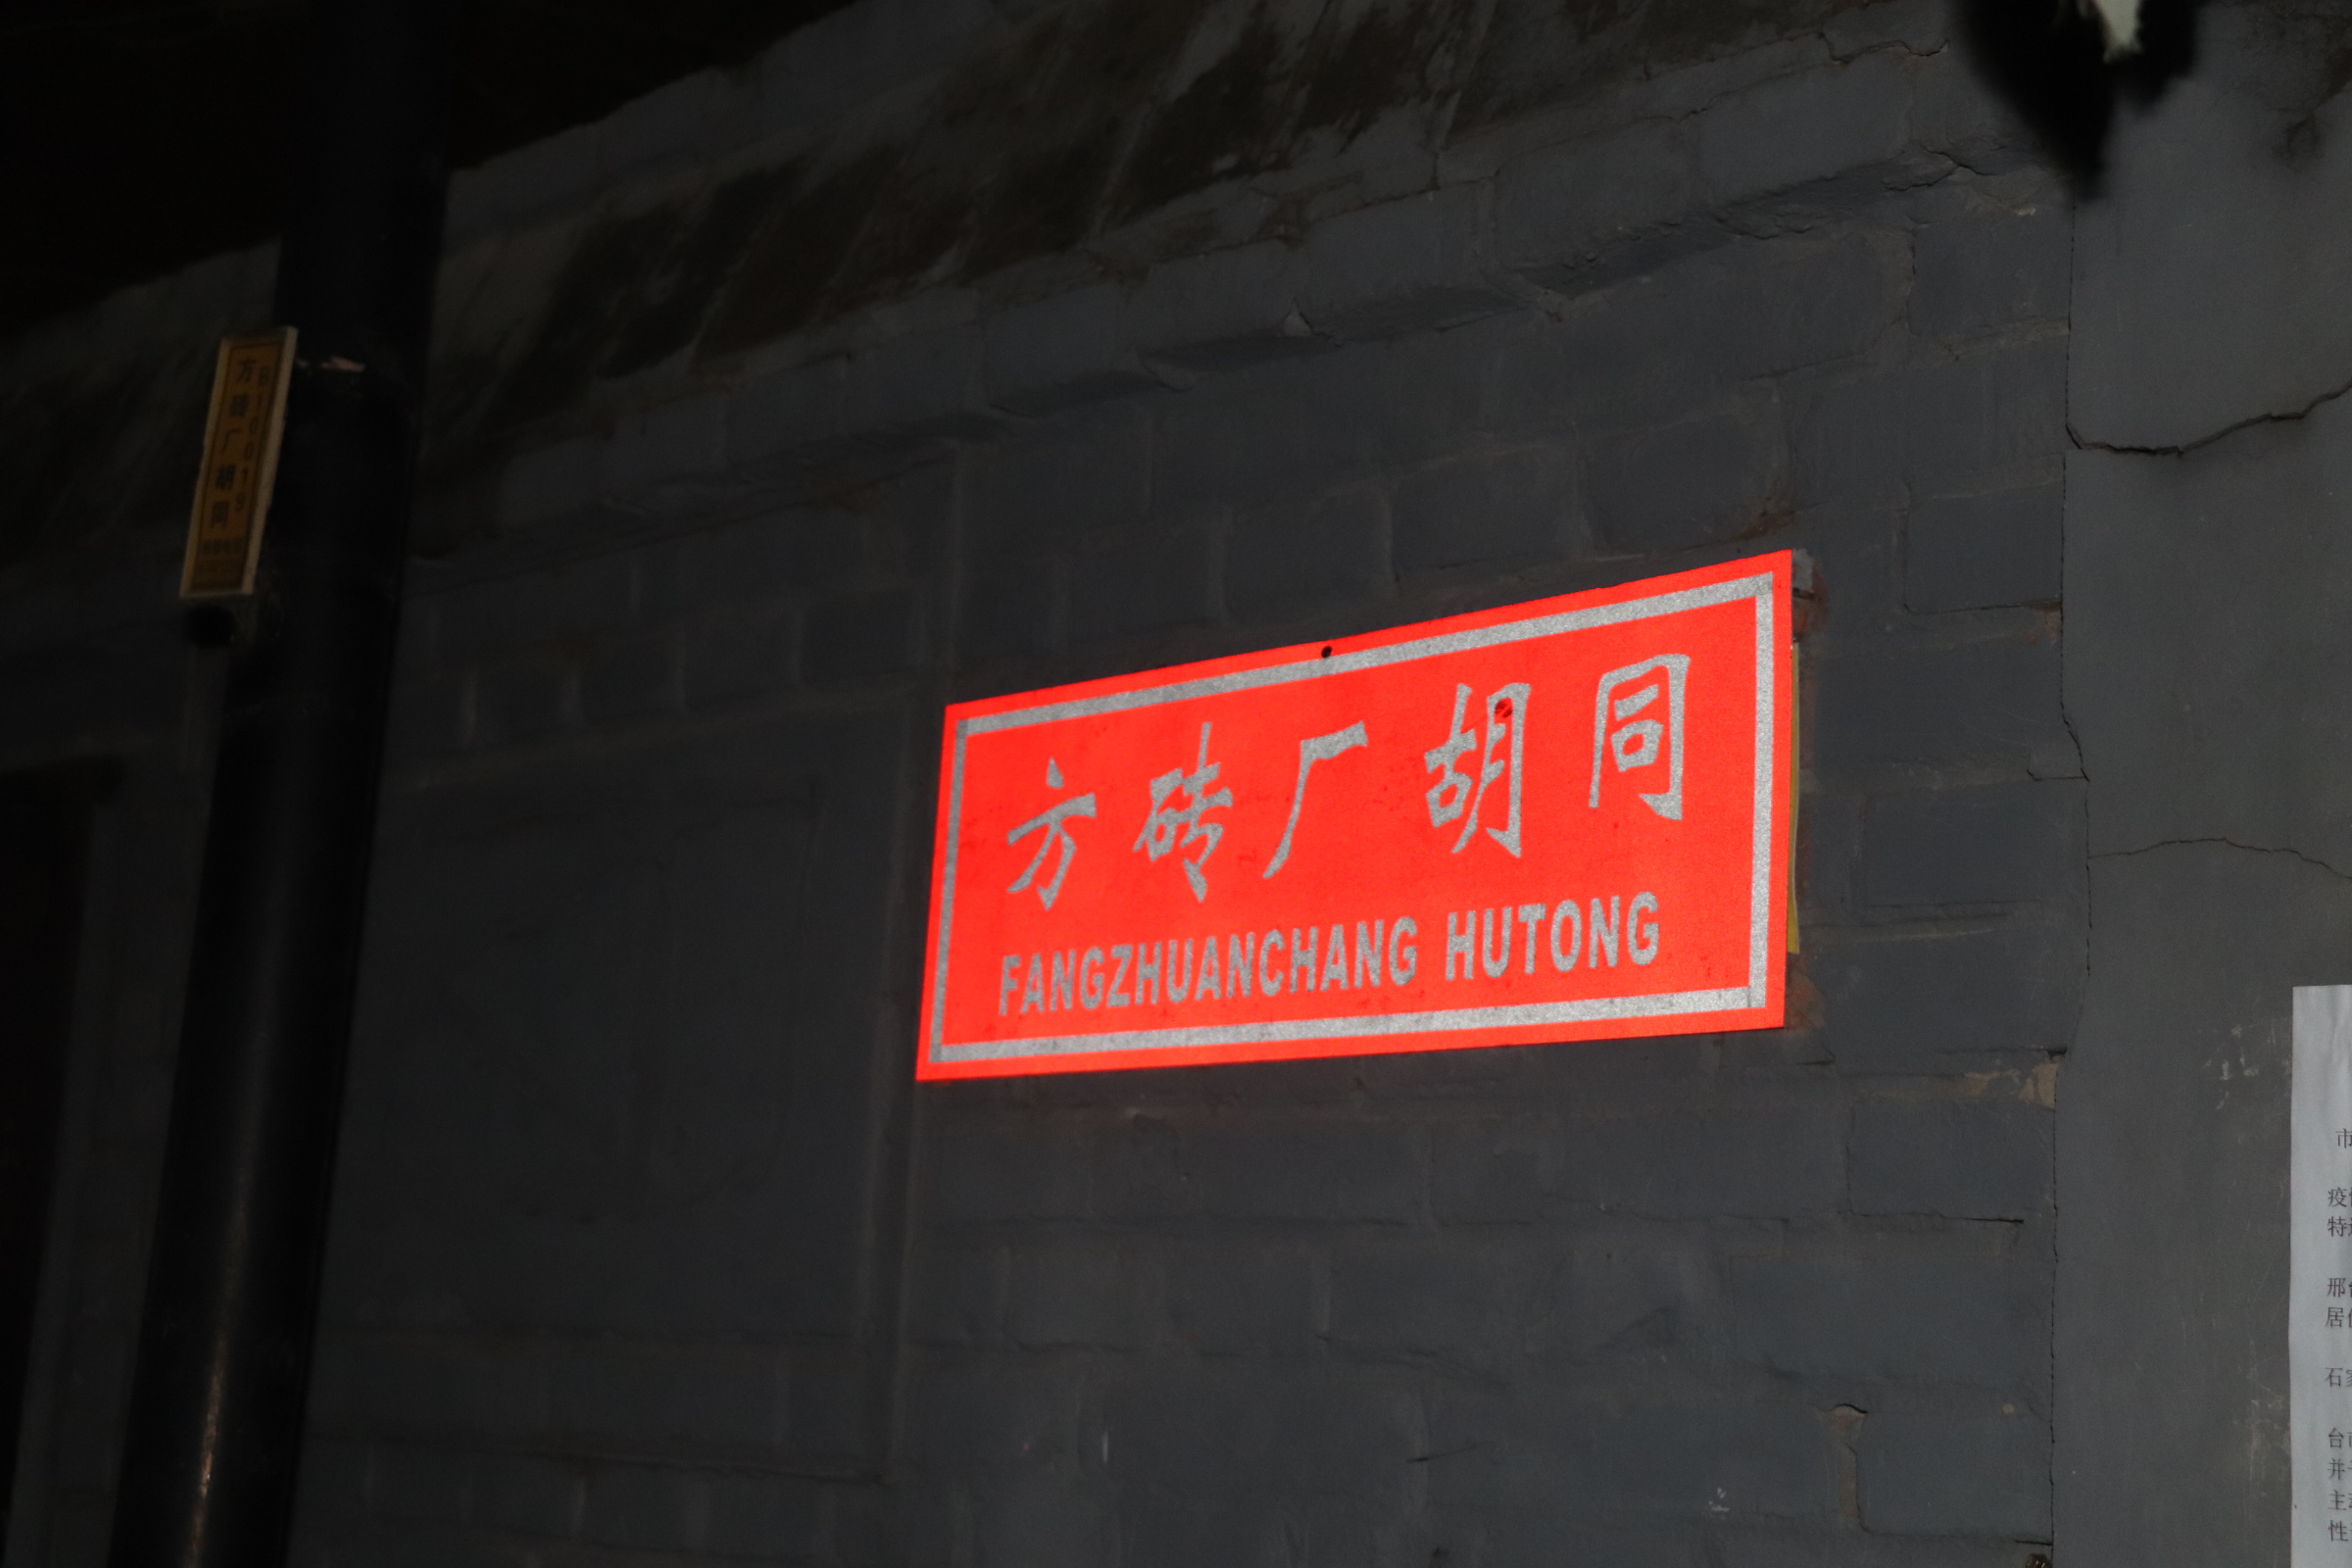 方砖厂胡同
B10019
方砖厂胡同
FANGZHUANCHANG HUTONG
市
疫
特
邢
居
石
台
并
主
性